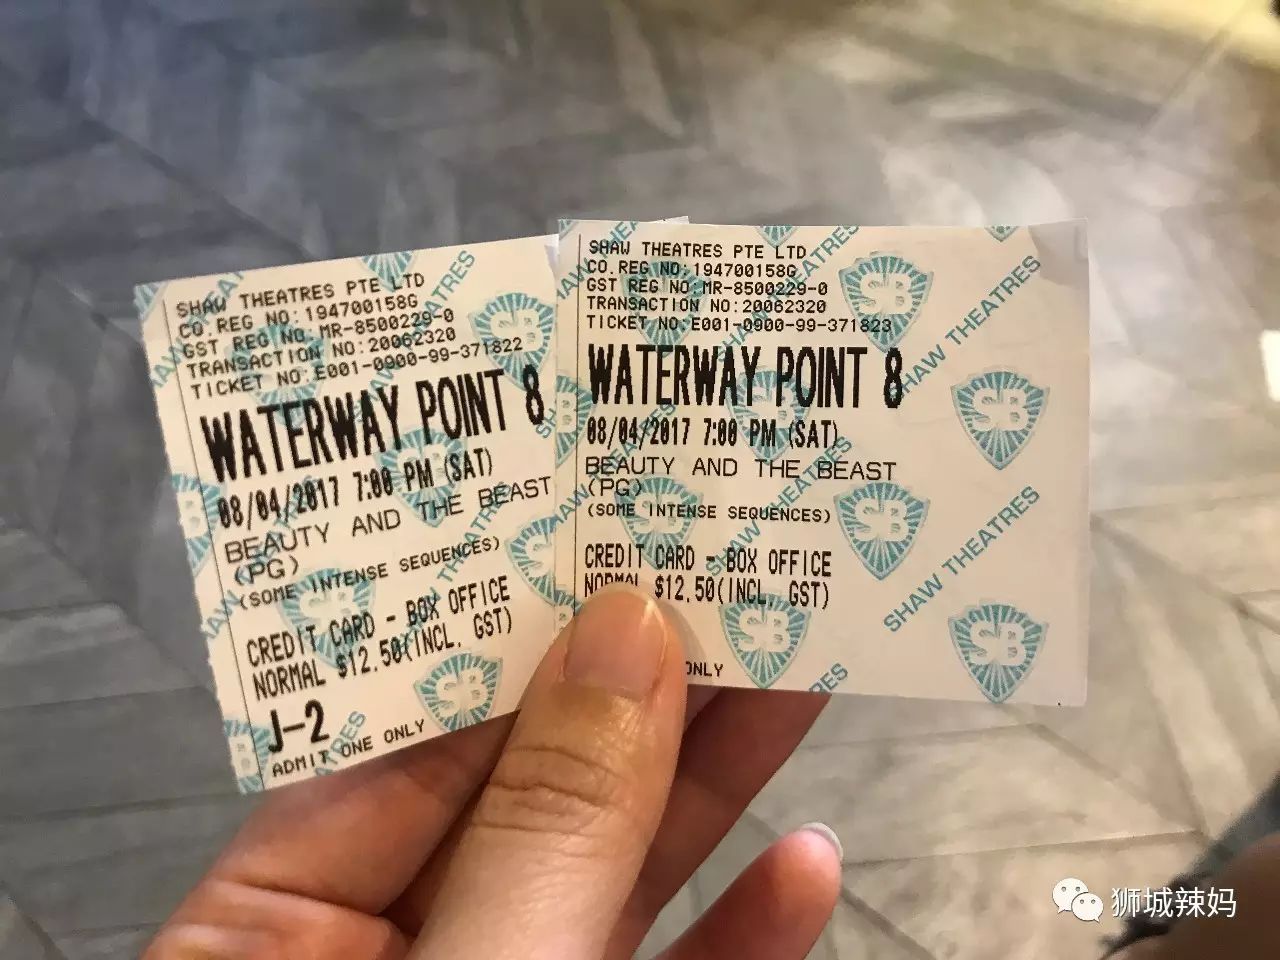 SHAW THEATRES PTE LTD
CO.REG NO:194700158G
GST REG NO:MR-8500229-0
TRANSACTION NO:20062320
TICKET NO:E001-0900-99-371822
WATERWAY POINT 8
08/04/2017 7:00 PM (SAT)
BEAUTY AND THE BEAST
(PG)
(SOME INTENSE SEQUENCES)
CREDIT CARD - BOX OFFICE
NORMAL $12.50(INCL. GST)
J-2
ADMIT ONE ONLY
SHAW THEATRES PTE LTD
CO.REG NO:194700158G
GST REG NO:MR-8500229-0
TRANSACTION NO:20062320
TICKET NO:E001-0900-99-371823
WATERWAY POINT 8
08/04/2017 7:00 PM (SAT)
BEAUTY AND THE BEAST
(PG)
(SOME INTENSE SEQUENCES)
CREDIT CARD - BOX OFFICE
NORMAL $12.50(INCL. GST)
ONLY
SHAW THEATRES
SHAW THEATRES
SB
狮城辣妈